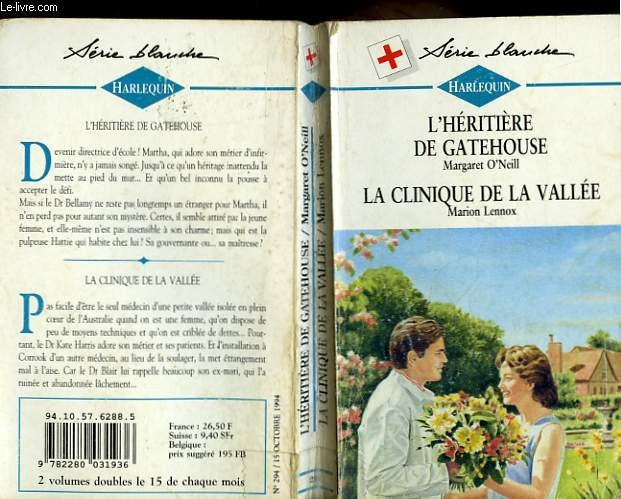 Le-livre.com
Série blanche
HARLEQUIN
L'HÉRITIÈRE DE GATEHOUSE
Devenir directrice d'école ! Martha, qui adore son métier d'infir-
mière, n'y a jamais songé. Jusqu'à ce qu'un héritage inattendu la
mette au pied du mur... Et qu'un bel inconnu la pousse à
accepter le défi.
Mais si le Dr Bellamy ne reste pas longtemps un étranger pour Martha, il
n'en perd pas pour autant son mystère. Certes, il semble attiré par la jeune
femme, et elle-même n'est pas insensible à son charme ; mais qui est la
pulpeuse Hattie qui habite chez lui ? Sa gouvernante ou... sa maîtresse ?
LA CLINIQUE DE LA VALLÉE
Pas facile d'être le seul médecin d'une petite vallée isolée en plein
cœur de l'Australie quand on est une femme, qu'on dispose de
peu de moyens techniques et qu'on est criblée de dettes... Pour-
tant, le Dr Kate Harris adore son métier et ses patients. Et l'installation à
Corrook d'un autre médecin, au lieu de la soulager, la met étrangement
mal à l'aise. Car le Dr Blair lui rappelle beaucoup son ex-mari, qui l'a
ruinée et abandonnée lâchement...
94.10.57.6288.5
9 782280 031936
France : 26,50 F
Suisse : 9,40 SFr
Belgique :
prix suggéré 195 FB
2 volumes doubles le 15 de chaque mois
L'HÉRITIÈRE DE GATEHOUSE / Margaret O'Neill
LA CLINIQUE DE LA VALLÉE / Marion Lennox
N° 294 / 15 OCTOBRE 1994
Série blanche
HARLEQUIN
L'HÉRITIÈRE
DE GATEHOUSE
Margaret O'Neill
LA CLINIQUE DE LA VALLÉE
Marion Lennox